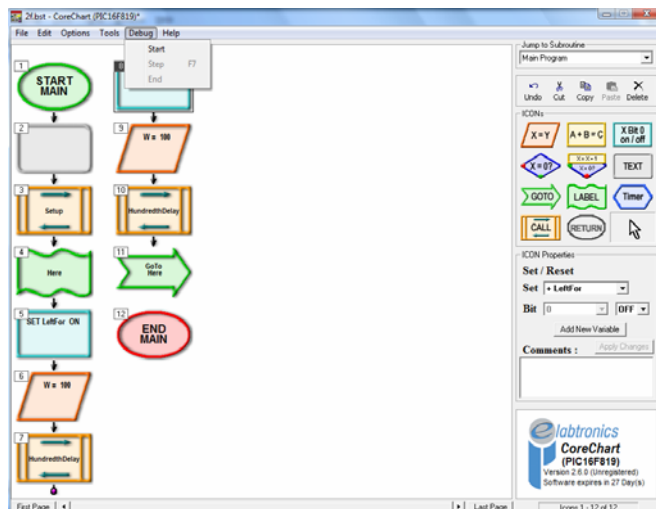 2f.bst - CoreChart (PIC16F819)*
File Edit Options Tools Debug Help
Start
Step F7
End
1
START
MAIN
2
3
Setup
4
Here
5
SET LeftFor ON
6
W = 100
7
HundredthDelay
8
9
W = 100
10
HundredthDelay
11
GoTo
Here
12
END
MAIN
Jump to Subroutine
Main Program
Undo Cut Copy Paste Delete
ICONs
X = Y
A + B = C
X Bit 0
on / off
X = 0?
X = X + 1
X = 0?
TEXT
GOTO
LABEL
Timer
CALL
RETURN
ICON Properties
Set / Reset
Set + LeftFor
Bit 0 OFF
Add New Variable
Comments : Apply Changes
elabtronics
CoreChart
(PIC16F819)
Version 2.6.0 (Unregistered)
Software expires in 27 Day(s)
First Page Last Page Icons 1 - 12 of 12